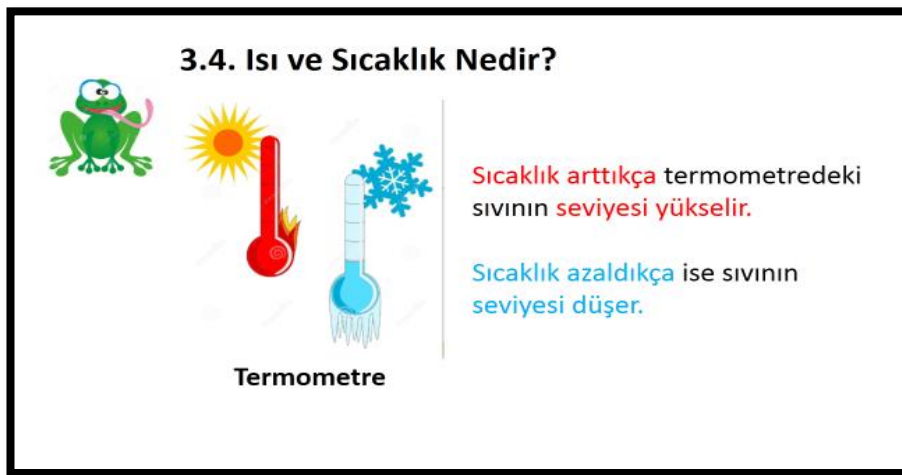 3.4. Isı ve Sıcaklık Nedir?
Sıcaklık arttıkça termometredeki
sıvının seviyesi yükselir.
Sıcaklık azaldıkça ise sıvının
seviyesi düşer.
Termometre